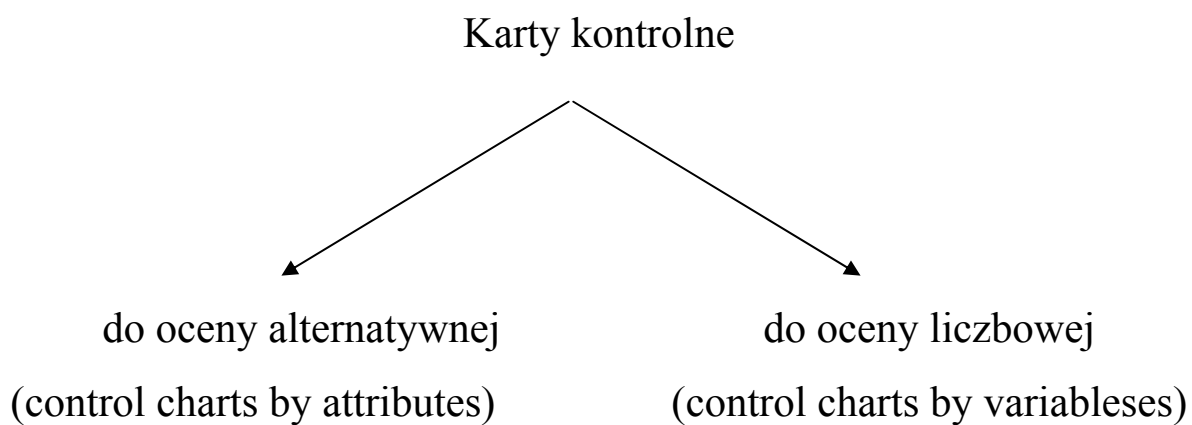 Karty kontrolne
do oceny alternatywnej
(control charts by attributes)
do oceny liczbowej
(control charts by variableses)